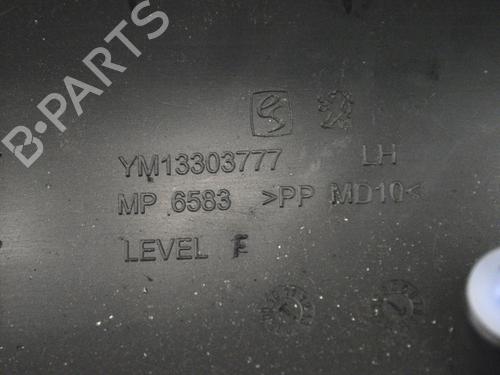 B-PARTS
YM13303777 LH
MP 6583 >PP MD10<
LEVEL F